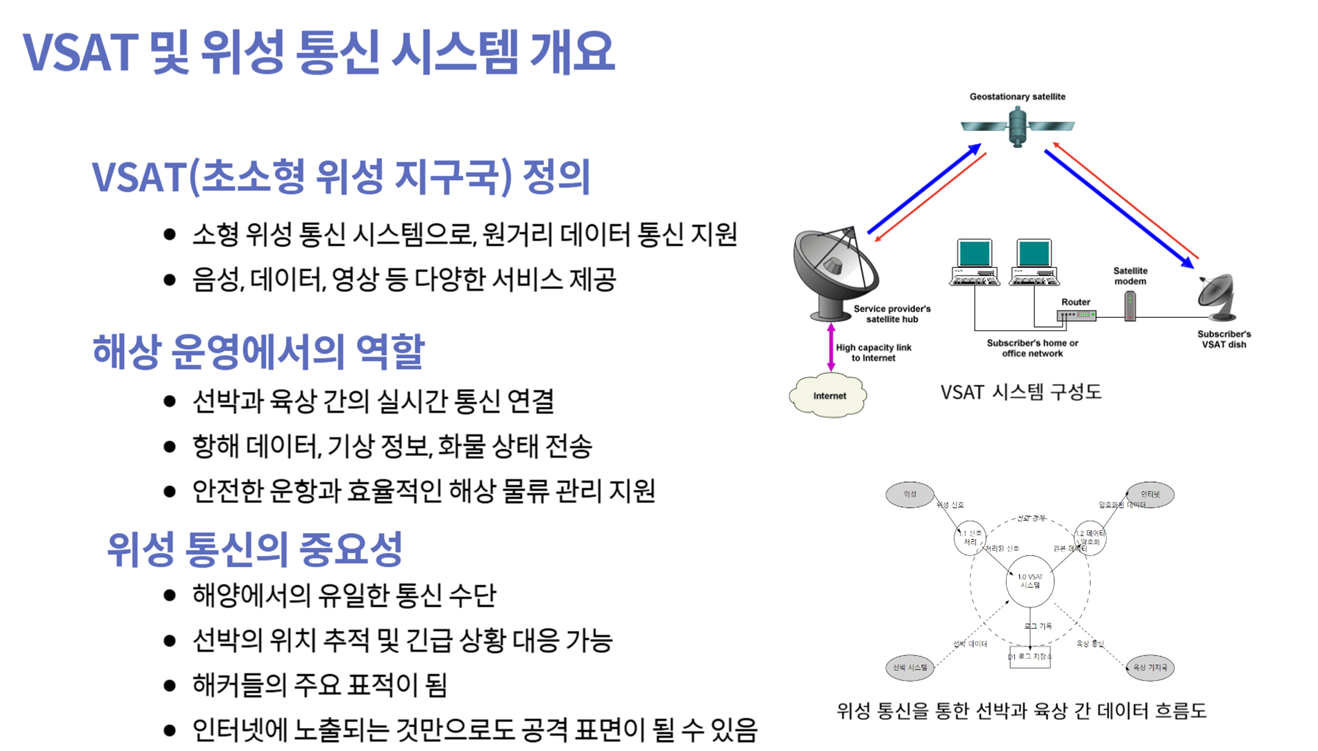 VSAT 및 위성 통신 시스템 개요
VSAT(초소형 위성 지구국) 정의
● 소형 위성 통신 시스템으로, 원거리 데이터 통신 지원
● 음성, 데이터, 영상 등 다양한 서비스 제공
해상 운영에서의 역할
● 선박과 육상 간의 실시간 통신 연결
● 항해 데이터, 기상 정보, 화물 상태 전송
● 안전한 운항과 효율적인 해상 물류 관리 지원
위성 통신의 중요성
● 해양에서의 유일한 통신 수단
● 선박의 위치 추적 및 긴급 상황 대응 가능
● 해커들의 주요 표적이 됨
● 인터넷에 노출되는 것만으로도 공격 표면이 될 수 있음
Geostationary satellite
Service provider's
satellite hub
High capacity link
to Internet
Internet
Router
Satellite
modem
Subscriber's home or
office network
Subscriber's
VSAT dish
VSAT 시스템 구성도
위성
위성 신호
1.1 신호
처리
처리된 신호
신뢰 경계
인터넷
암호화된 데이터
1.2 데이터
암호화
원본 데이터
1.0 VSAT
시스템
로그 기록
D1 로그 저장소
선박 데이터
선박 시스템
육상 통신
육상 기지국
위성 통신을 통한 선박과 육상 간 데이터 흐름도